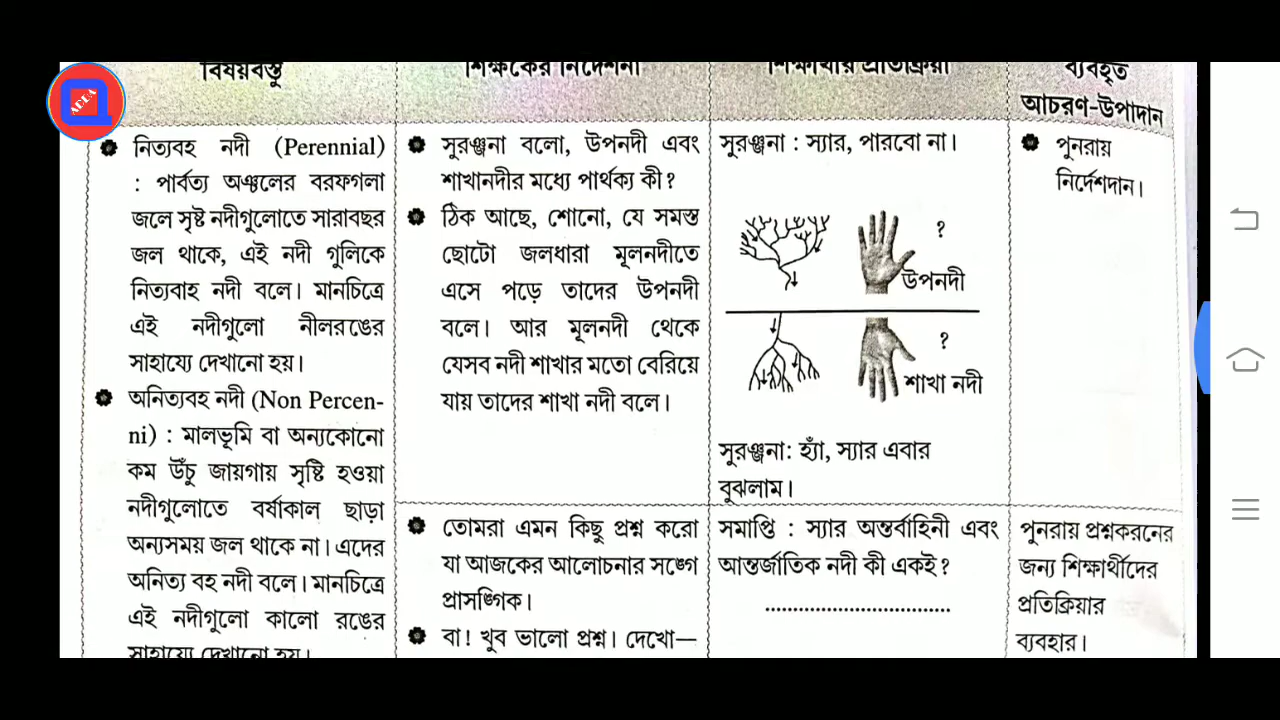 বিষয়বস্তু
শিক্ষকের নির্দেশনা
শিক্ষার্থীর প্রতিক্রিয়া
ব্যবহৃত
আচরণ-উপাদান
নিত্যবহ নদী (Perennial)
: পার্বত্য অঞ্চলের বরফগলা
জলে সৃষ্ট নদীগুলোতে সারাবছর
জল থাকে, এই নদী গুলিকে
নিত্যবাহ নদী বলে। মানচিত্রে
এই নদীগুলো নীলরঙের
সাহায্যে দেখানো হয়।
অনিত্যবহ নদী (Non Percen-
ni) : মালভূমি বা অন্যকোনো
কম উঁচু জায়গায় সৃষ্টি হওয়া
নদীগুলোতে বর্ষাকাল ছাড়া
অন্যসময় জল থাকে না। এদের
অনিত্য বহ নদী বলে। মানচিত্রে
এই নদীগুলো কালো রঙের
সাহায্যে দেখানো হয়।
সুরঞ্জনা বলো, উপনদী এবং
শাখানদীর মধ্যে পার্থক্য কী?
ঠিক আছে, শোনো, যে সমস্ত
ছোটো জলধারা মূলনদীতে
এসে পড়ে তাদের উপনদী
বলে। আর মূলনদী থেকে
যেসব নদী শাখার মতো বেরিয়ে
যায় তাদের শাখা নদী বলে।
সুরঞ্জনা : স্যার, পারবো না।
?
উপনদী
?
শাখা নদী
সুরঞ্জনা: হ্যাঁ, স্যার এবার
বুঝলাম।
পুনরায়
নির্দেশদান।
তোমরা এমন কিছু প্রশ্ন করো
যা আজকের আলোচনার সঙ্গে
প্রাসঙ্গিক।
বা! খুব ভালো প্রশ্ন। দেখো—
সমাপ্তি : স্যার অন্তর্বাহিনী এবং
আন্তর্জাতিক নদী কী একই?
....................................
পুনরায় প্রশ্নকরনের
জন্য শিক্ষার্থীদের
প্রতিক্রিয়ার
ব্যবহার।